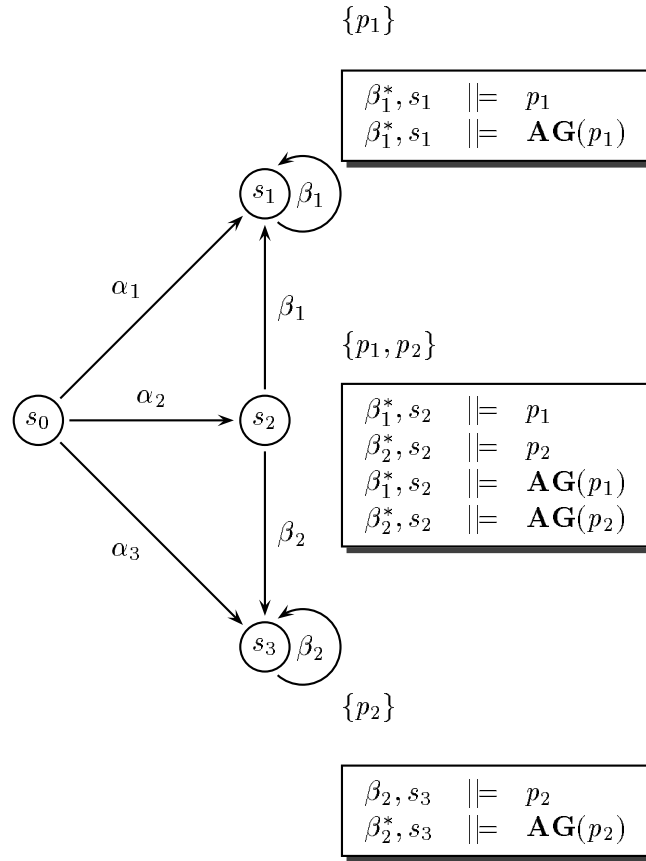 {p₁}
β₁*, s₁ ||= p₁
β₁*, s₁ ||= AG(p₁)
s₁
β₁
α₁
β₁
{p₁, p₂}
β₁*, s₂ ||= p₁
β₂*, s₂ ||= p₂
β₁*, s₂ ||= AG(p₁)
β₂*, s₂ ||= AG(p₂)
α₂
s₀
s₂
β₂
α₃
s₃
β₂
{p₂}
β₂, s₃ ||= p₂
β₂*, s₃ ||= AG(p₂)